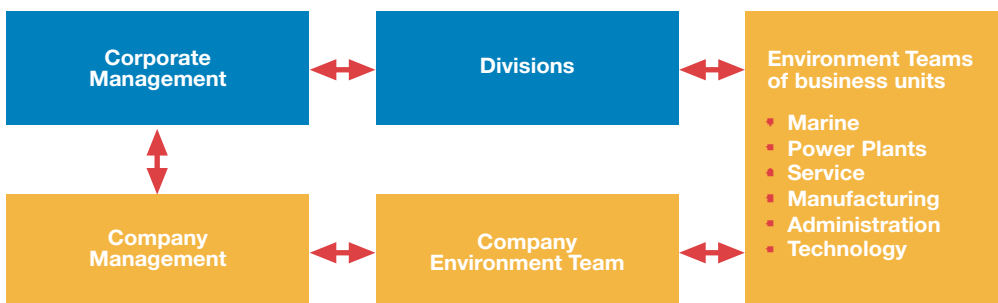 Corporate
Management
Divisions
Environment Teams
of business units
Marine
Power Plants
Service
Manufacturing
Administration
Technology
Company
Management
Company
Environment Team